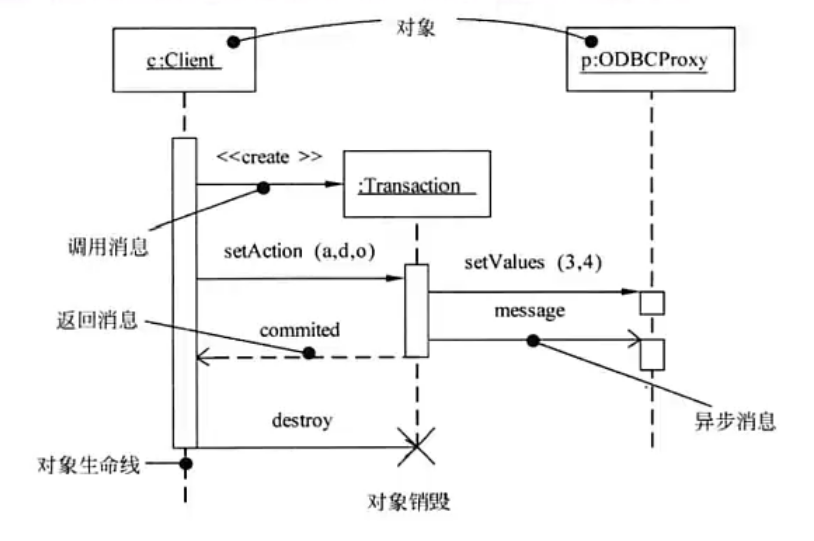 对象
c:Client
p:ODBCProxy
<<create >>
:Transaction
调用消息
setAction (a,d,o)
setValues (3,4)
返回消息
commited
message
异步消息
destroy
对象生命线
对象销毁